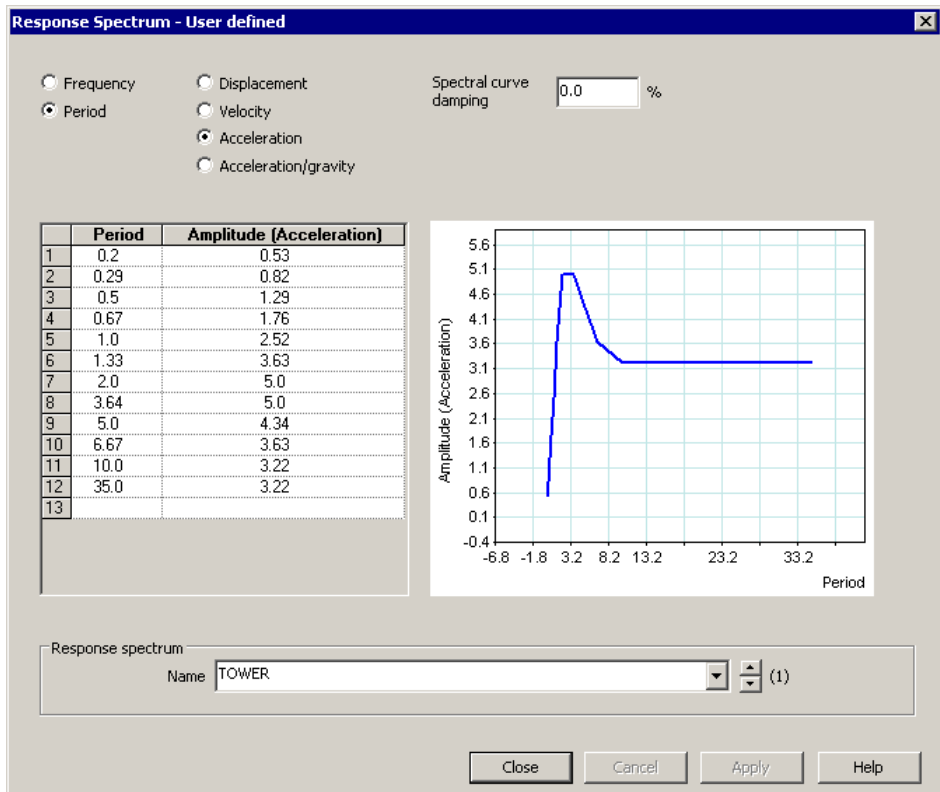 Response Spectrum - User defined
Frequency
Period
Displacement
Velocity
Acceleration
Acceleration/gravity
Spectral curve
damping
0.0 %
Period Amplitude (Acceleration)
1 0.2 0.53
2 0.29 0.82
3 0.5 1.29
4 0.67 1.76
5 1.0 2.52
6 1.33 3.63
7 2.0 5.0
8 3.64 5.0
9 5.0 4.34
10 6.67 3.63
11 10.0 3.22
12 35.0 3.22
13
Amplitude (Acceleration)
5.6
5.1
4.6
4.1
3.6
3.1
2.6
2.1
1.6
1.1
0.6
0.1
-0.4
-6.8 -1.8 3.2 8.2 13.2 23.2 33.2
Period
Response spectrum
Name TOWER (1)
Close Cancel Apply Help